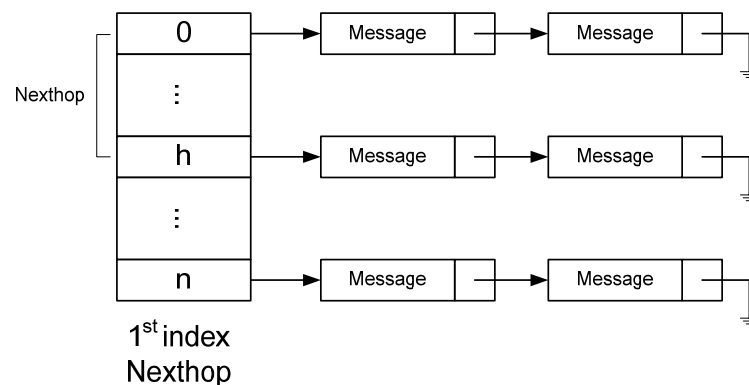 0 Message Message
Nexthop
⋮
h Message Message
⋮
n Message Message
1st index
Nexthop